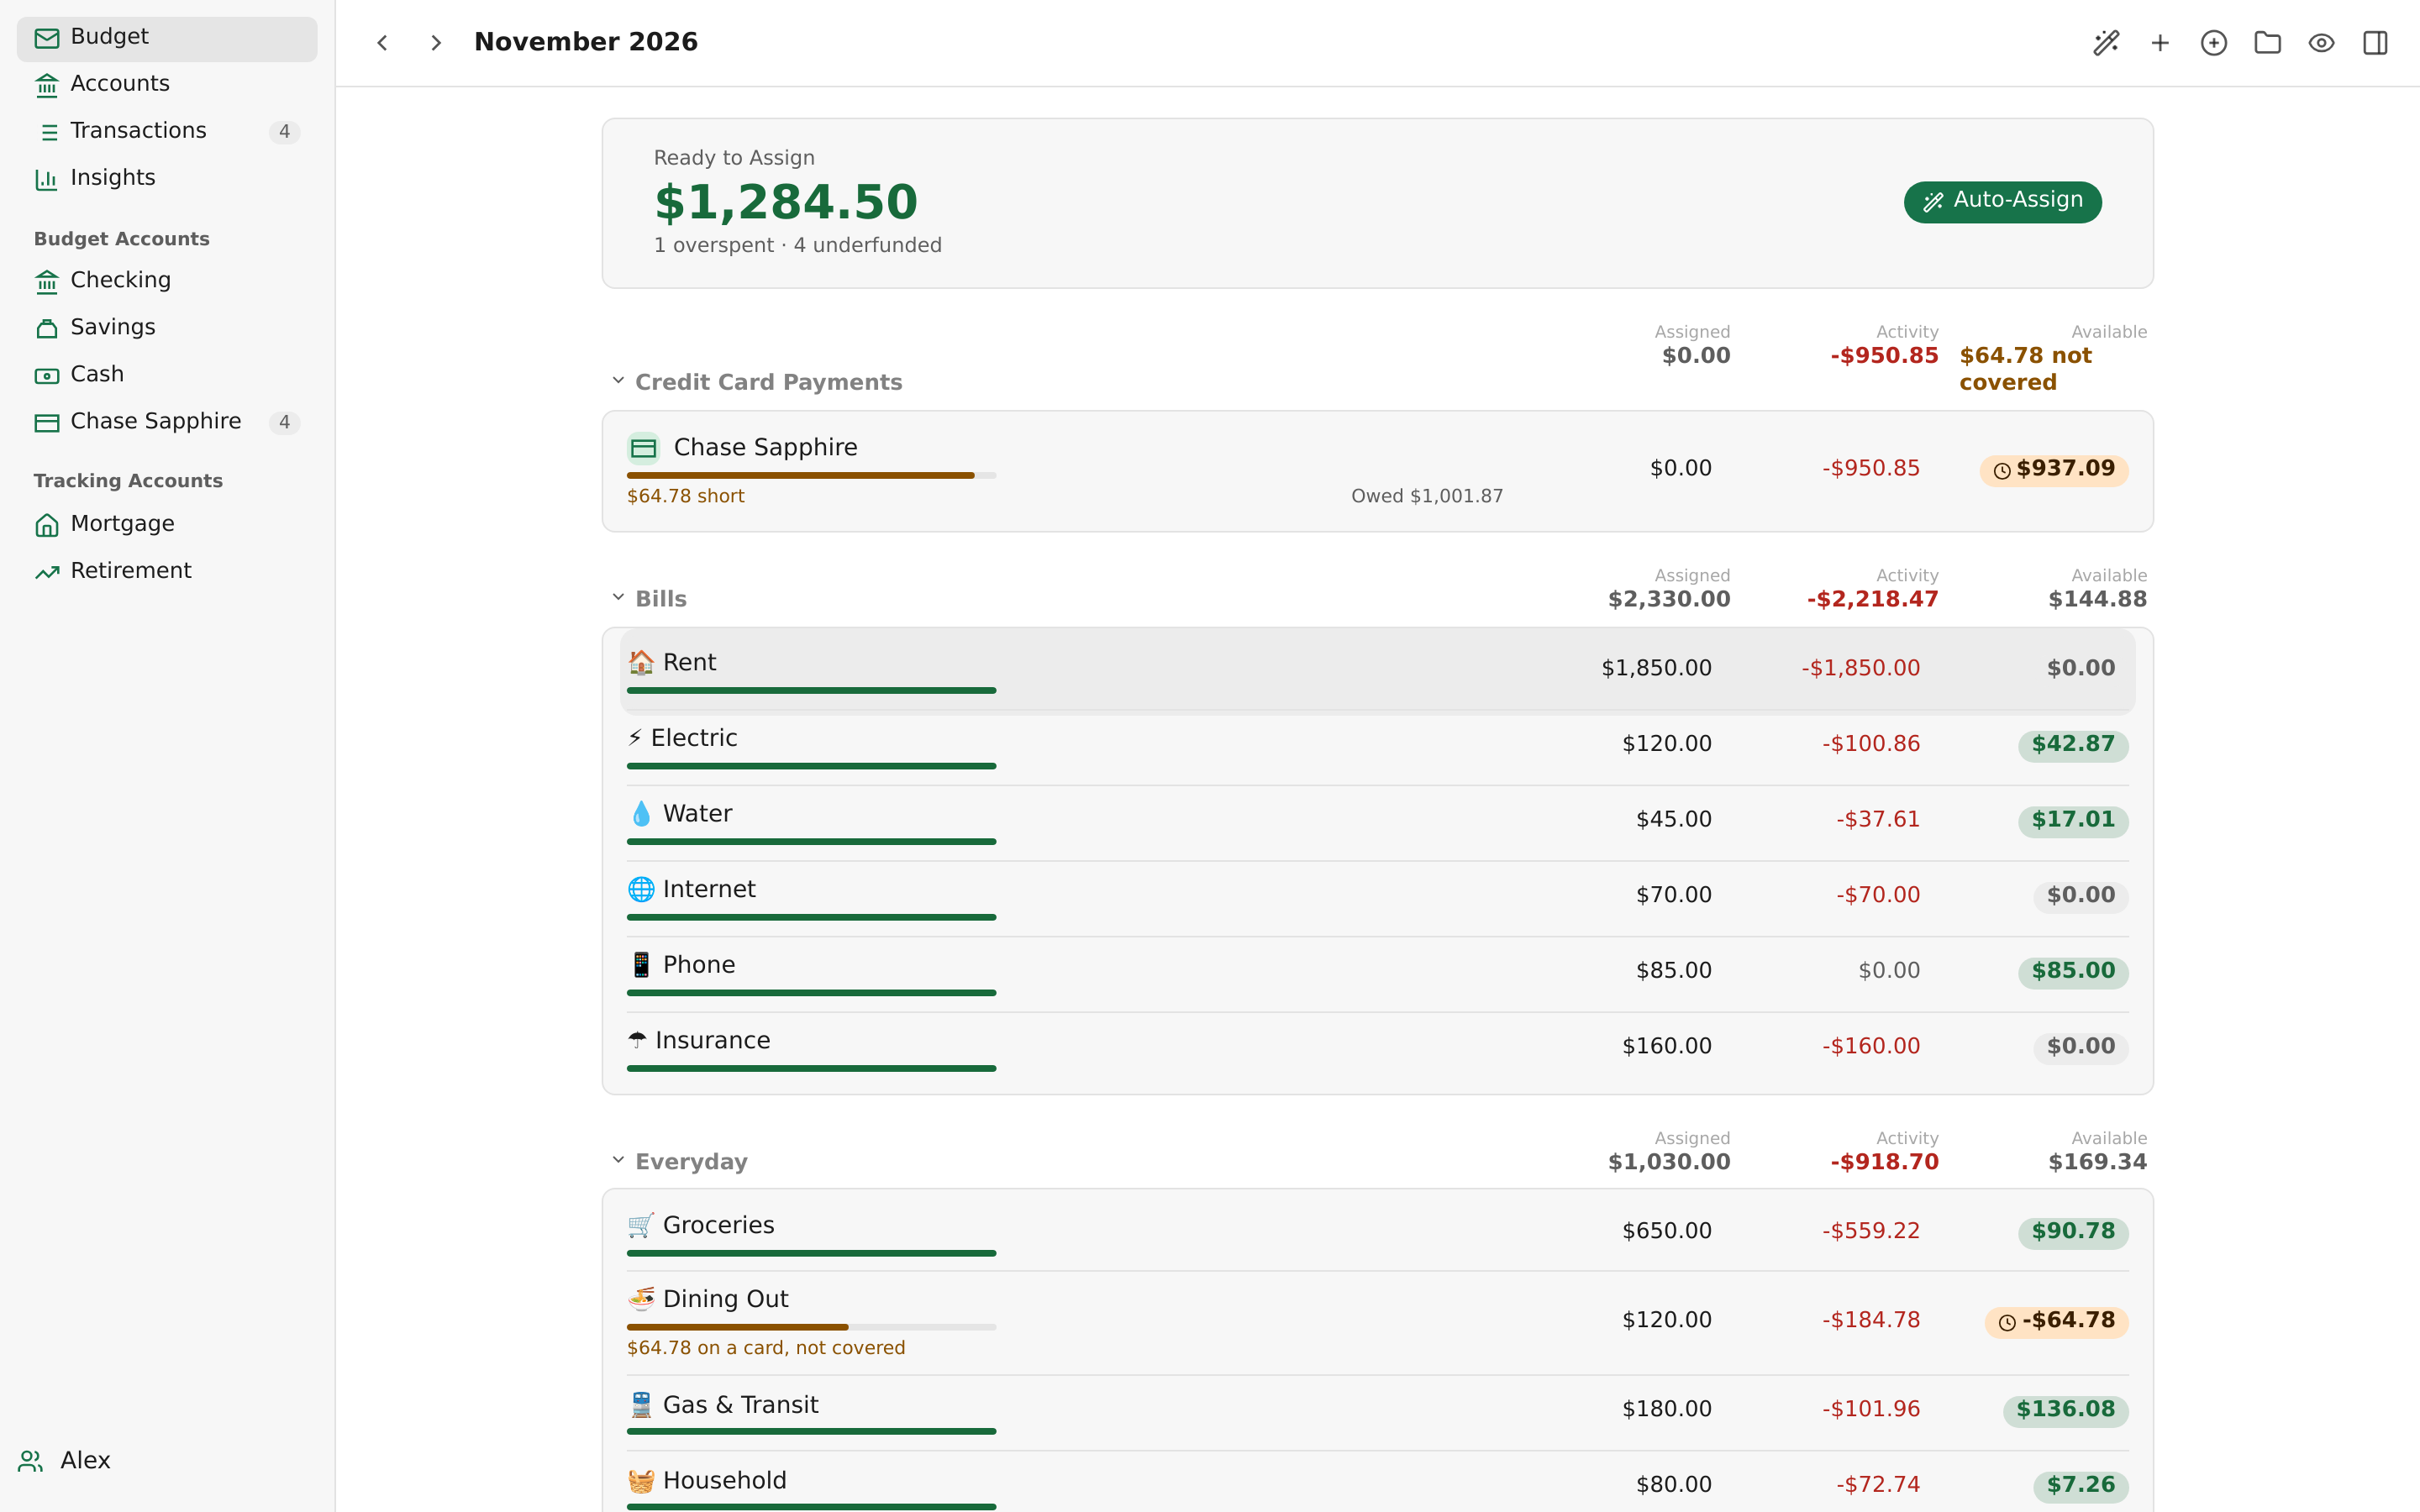 Budget
Accounts
Transactions 4
Insights
Budget Accounts
Checking
Savings
Cash
Chase Sapphire 4
Tracking Accounts
Mortgage
Retirement
Alex
November 2026
Ready to Assign
$1,284.50
1 overspent · 4 underfunded
Auto-Assign
Assigned Activity Available
Credit Card Payments $0.00 -$950.85 $64.78 not covered
Chase Sapphire $0.00 -$950.85 $937.09
$64.78 short Owed $1,001.87
Assigned Activity Available
Bills $2,330.00 -$2,218.47 $144.88
Rent $1,850.00 -$1,850.00 $0.00
Electric $120.00 -$100.86 $42.87
Water $45.00 -$37.61 $17.01
Internet $70.00 -$70.00 $0.00
Phone $85.00 $0.00 $85.00
Insurance $160.00 -$160.00 $0.00
Assigned Activity Available
Everyday $1,030.00 -$918.70 $169.34
Groceries $650.00 -$559.22 $90.78
Dining Out $120.00 -$184.78 -$64.78
$64.78 on a card, not covered
Gas & Transit $180.00 -$101.96 $136.08
Household $80.00 -$72.74 $7.26